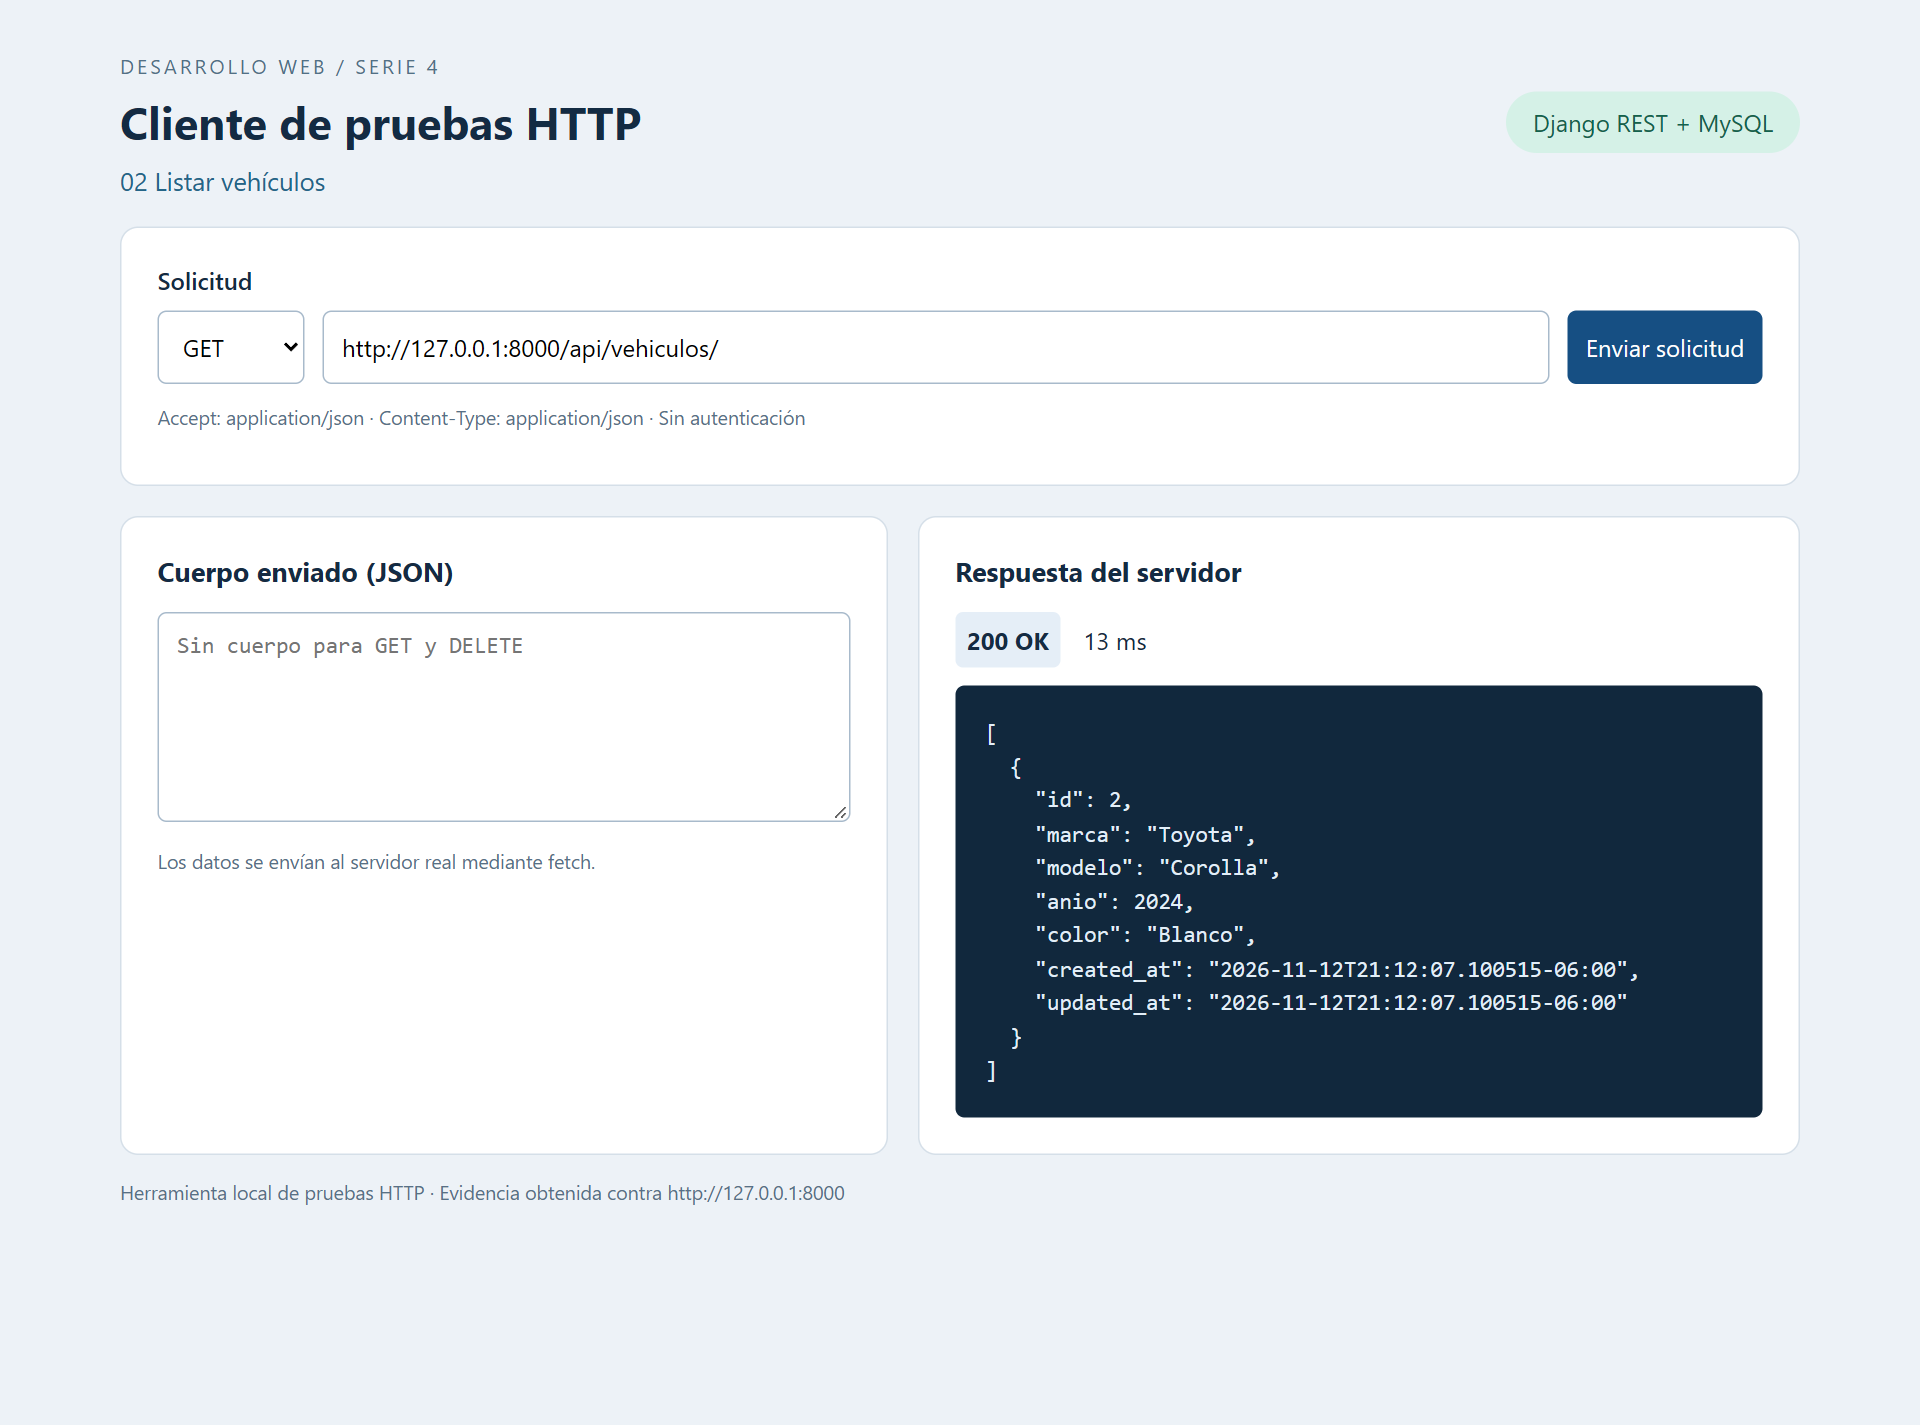 DESARROLLO WEB / SERIE 4
Cliente de pruebas HTTP
Django REST + MySQL
02 Listar vehículos
Solicitud
GET
http://127.0.0.1:8000/api/vehiculos/
Enviar solicitud
Accept: application/json · Content-Type: application/json · Sin autenticación
Cuerpo enviado (JSON)
Sin cuerpo para GET y DELETE
Los datos se envían al servidor real mediante fetch.
Respuesta del servidor
200 OK 13 ms
[
  {
    "id": 2,
    "marca": "Toyota",
    "modelo": "Corolla",
    "anio": 2024,
    "color": "Blanco",
    "created_at": "2026-11-12T21:12:07.100515-06:00",
    "updated_at": "2026-11-12T21:12:07.100515-06:00"
  }
]
Herramienta local de pruebas HTTP · Evidencia obtenida contra http://127.0.0.1:8000